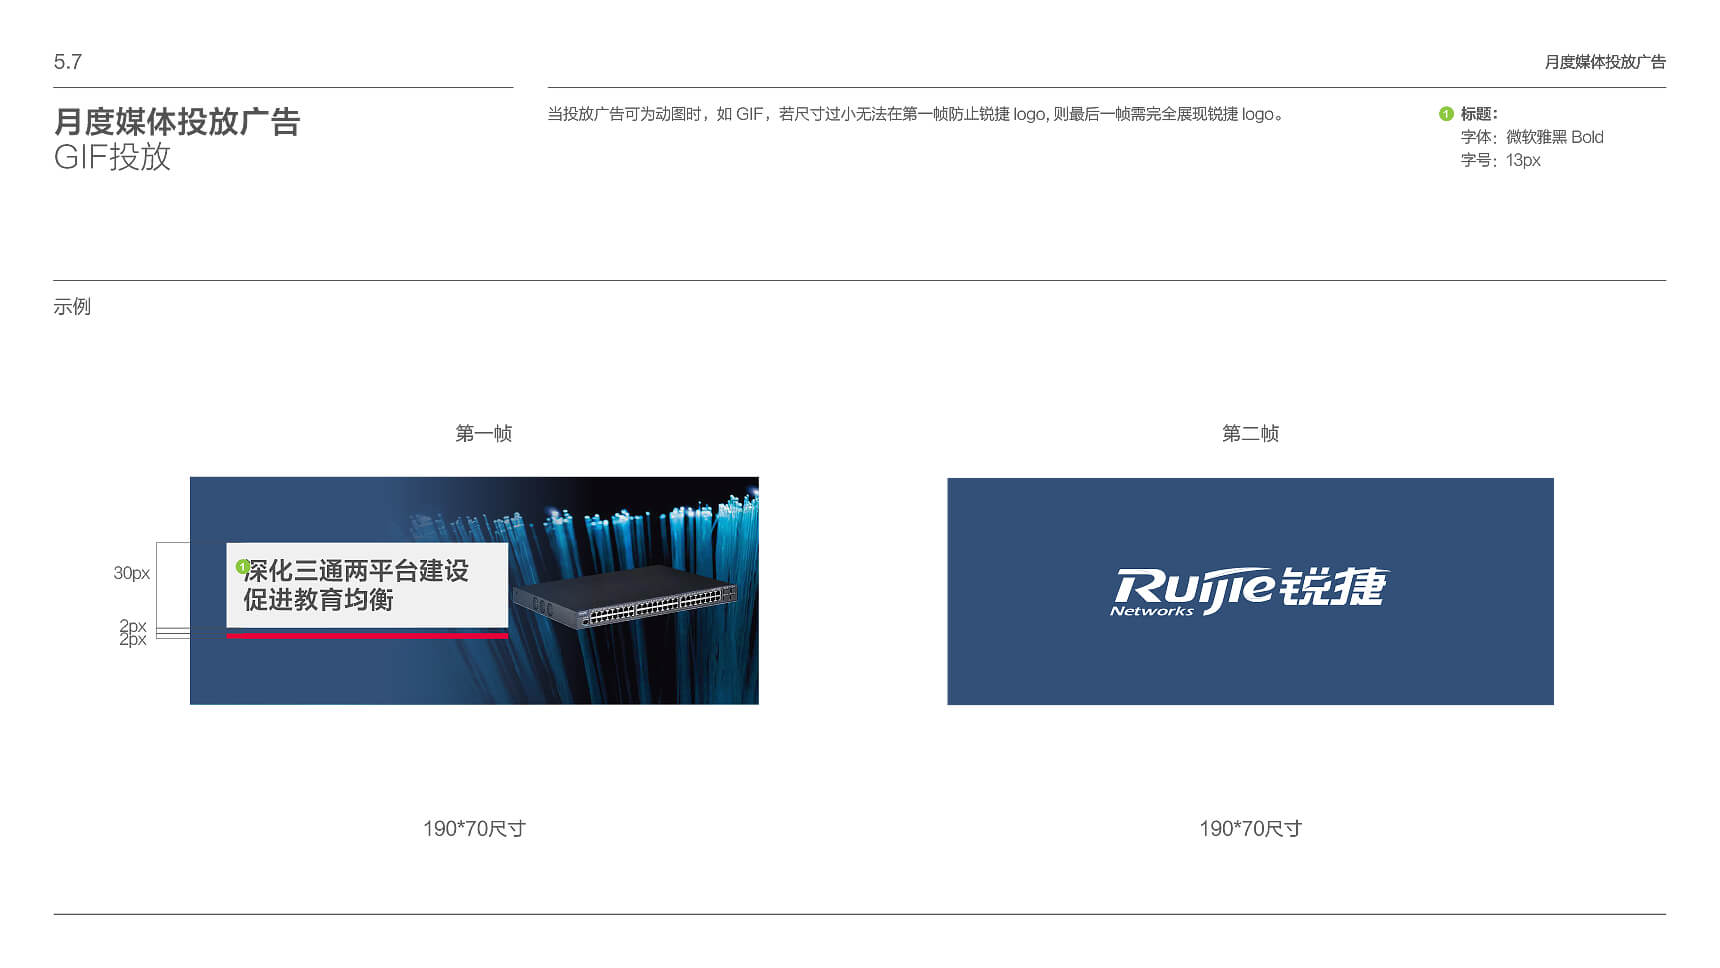 5.7
月度媒体投放广告
月度媒体投放广告
GIF投放
当投放广告可为动图时，如 GIF，若尺寸过小无法在第一帧防止锐捷 logo, 则最后一帧需完全展现锐捷 logo。
1 标题：
字体：微软雅黑 Bold
字号：13px
示例
第一帧
第二帧
30px
2px
2px
1
深化三通两平台建设
促进教育均衡
Ruijie锐捷
Networks
190*70尺寸
190*70尺寸